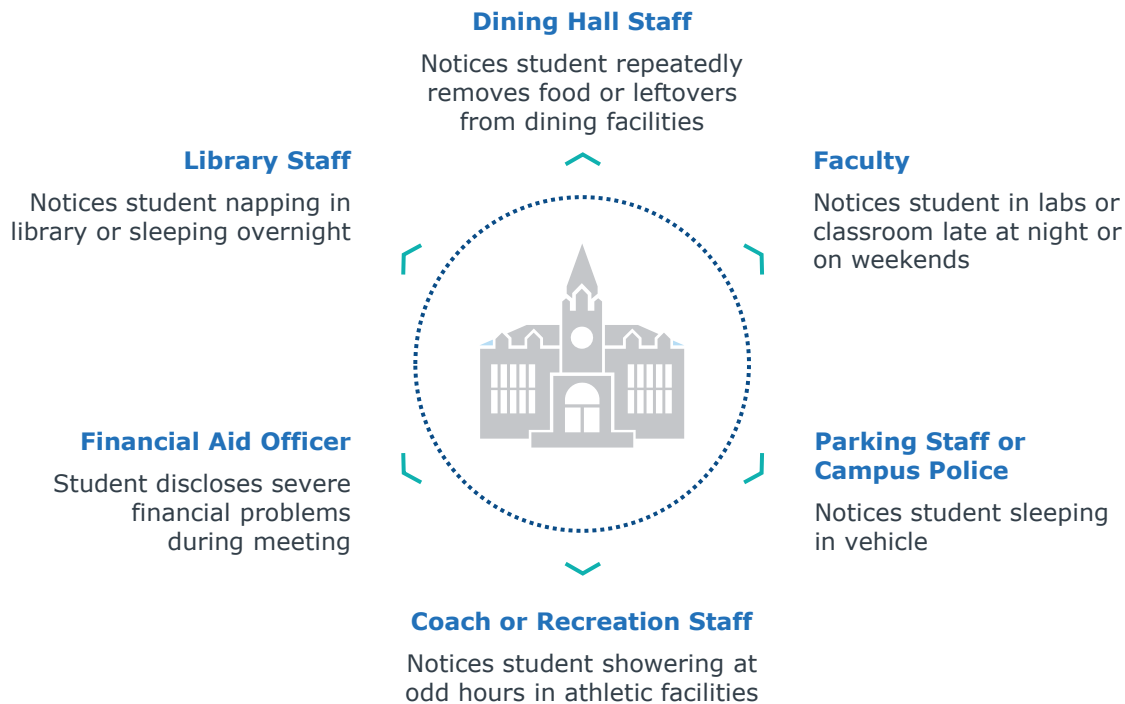 Dining Hall Staff
Notices student repeatedly
removes food or leftovers
from dining facilities
Library Staff
Notices student napping in
library or sleeping overnight
Faculty
Notices student in labs or
classroom late at night or
on weekends
Financial Aid Officer
Student discloses severe
financial problems
during meeting
Parking Staff or
Campus Police
Notices student sleeping
in vehicle
Coach or Recreation Staff
Notices student showering at
odd hours in athletic facilities